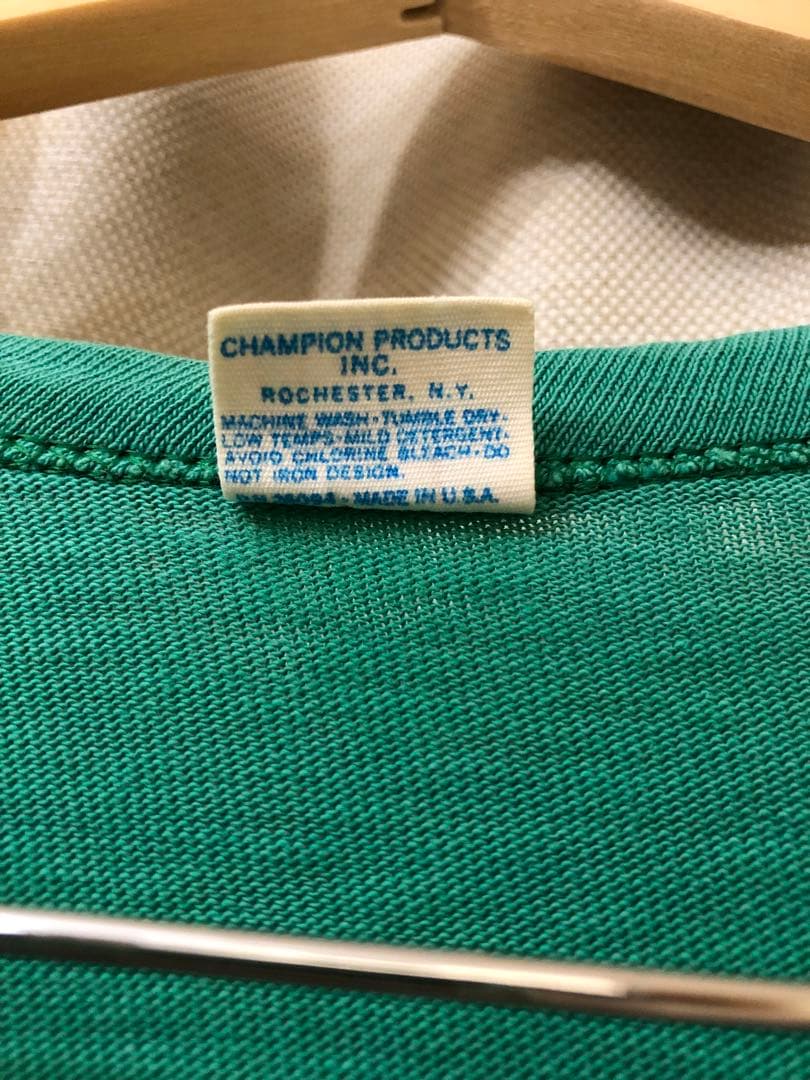 CHAMPION PRODUCTS
INC.
ROCHESTER, N.Y.
MACHINE WASH-TUMBLE DRY-
LOW TEMPS-MILD DETERGENT-
AVOID CHLORINE BLEACH-DO
NOT IRON DESIGN.
MADE IN U.S.A.